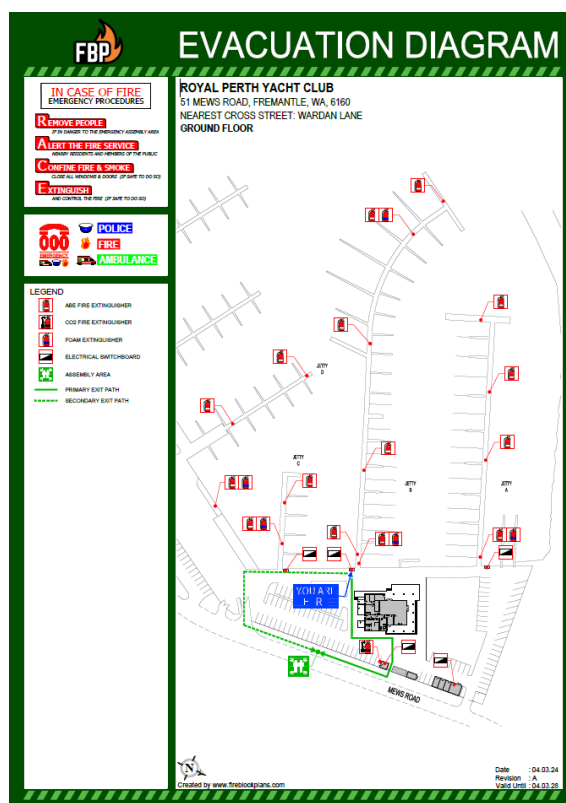 FBP
EVACUATION DIAGRAM
IN CASE OF FIRE
EMERGENCY PROCEDURES
REMOVE PEOPLE
IF IN DANGER TO THE EMERGENCY ASSEMBLY AREA
ALERT THE FIRE SERVICE
NEARBY RESIDENTS AND MEMBERS OF THE PUBLIC
CONFINE FIRE & SMOKE
CLOSE ALL WINDOWS & DOORS (IF SAFE TO DO SO)
EXTINGUISH
AND CONTROL THE FIRE (IF SAFE TO DO SO)
000
EMERGENCY
POLICE
FIRE
AMBULANCE
LEGEND
ABE FIRE EXTINGUISHER
CO2 FIRE EXTINGUISHER
FOAM EXTINGUISHER
ELECTRICAL SWITCHBOARD
ASSEMBLY AREA
PRIMARY EXIT PATH
SECONDARY EXIT PATH
ROYAL PERTH YACHT CLUB
51 MEWS ROAD, FREMANTLE, WA, 6160
NEAREST CROSS STREET: WARDAN LANE
GROUND FLOOR
JETTY
D
JETTY
C
JETTY
B
JETTY
A
YOU ARE
H R
MEWS ROAD
N
Created by www.fireblockplans.com
Date : 04.03.24
Revision : A
Valid Until : 04.03.28